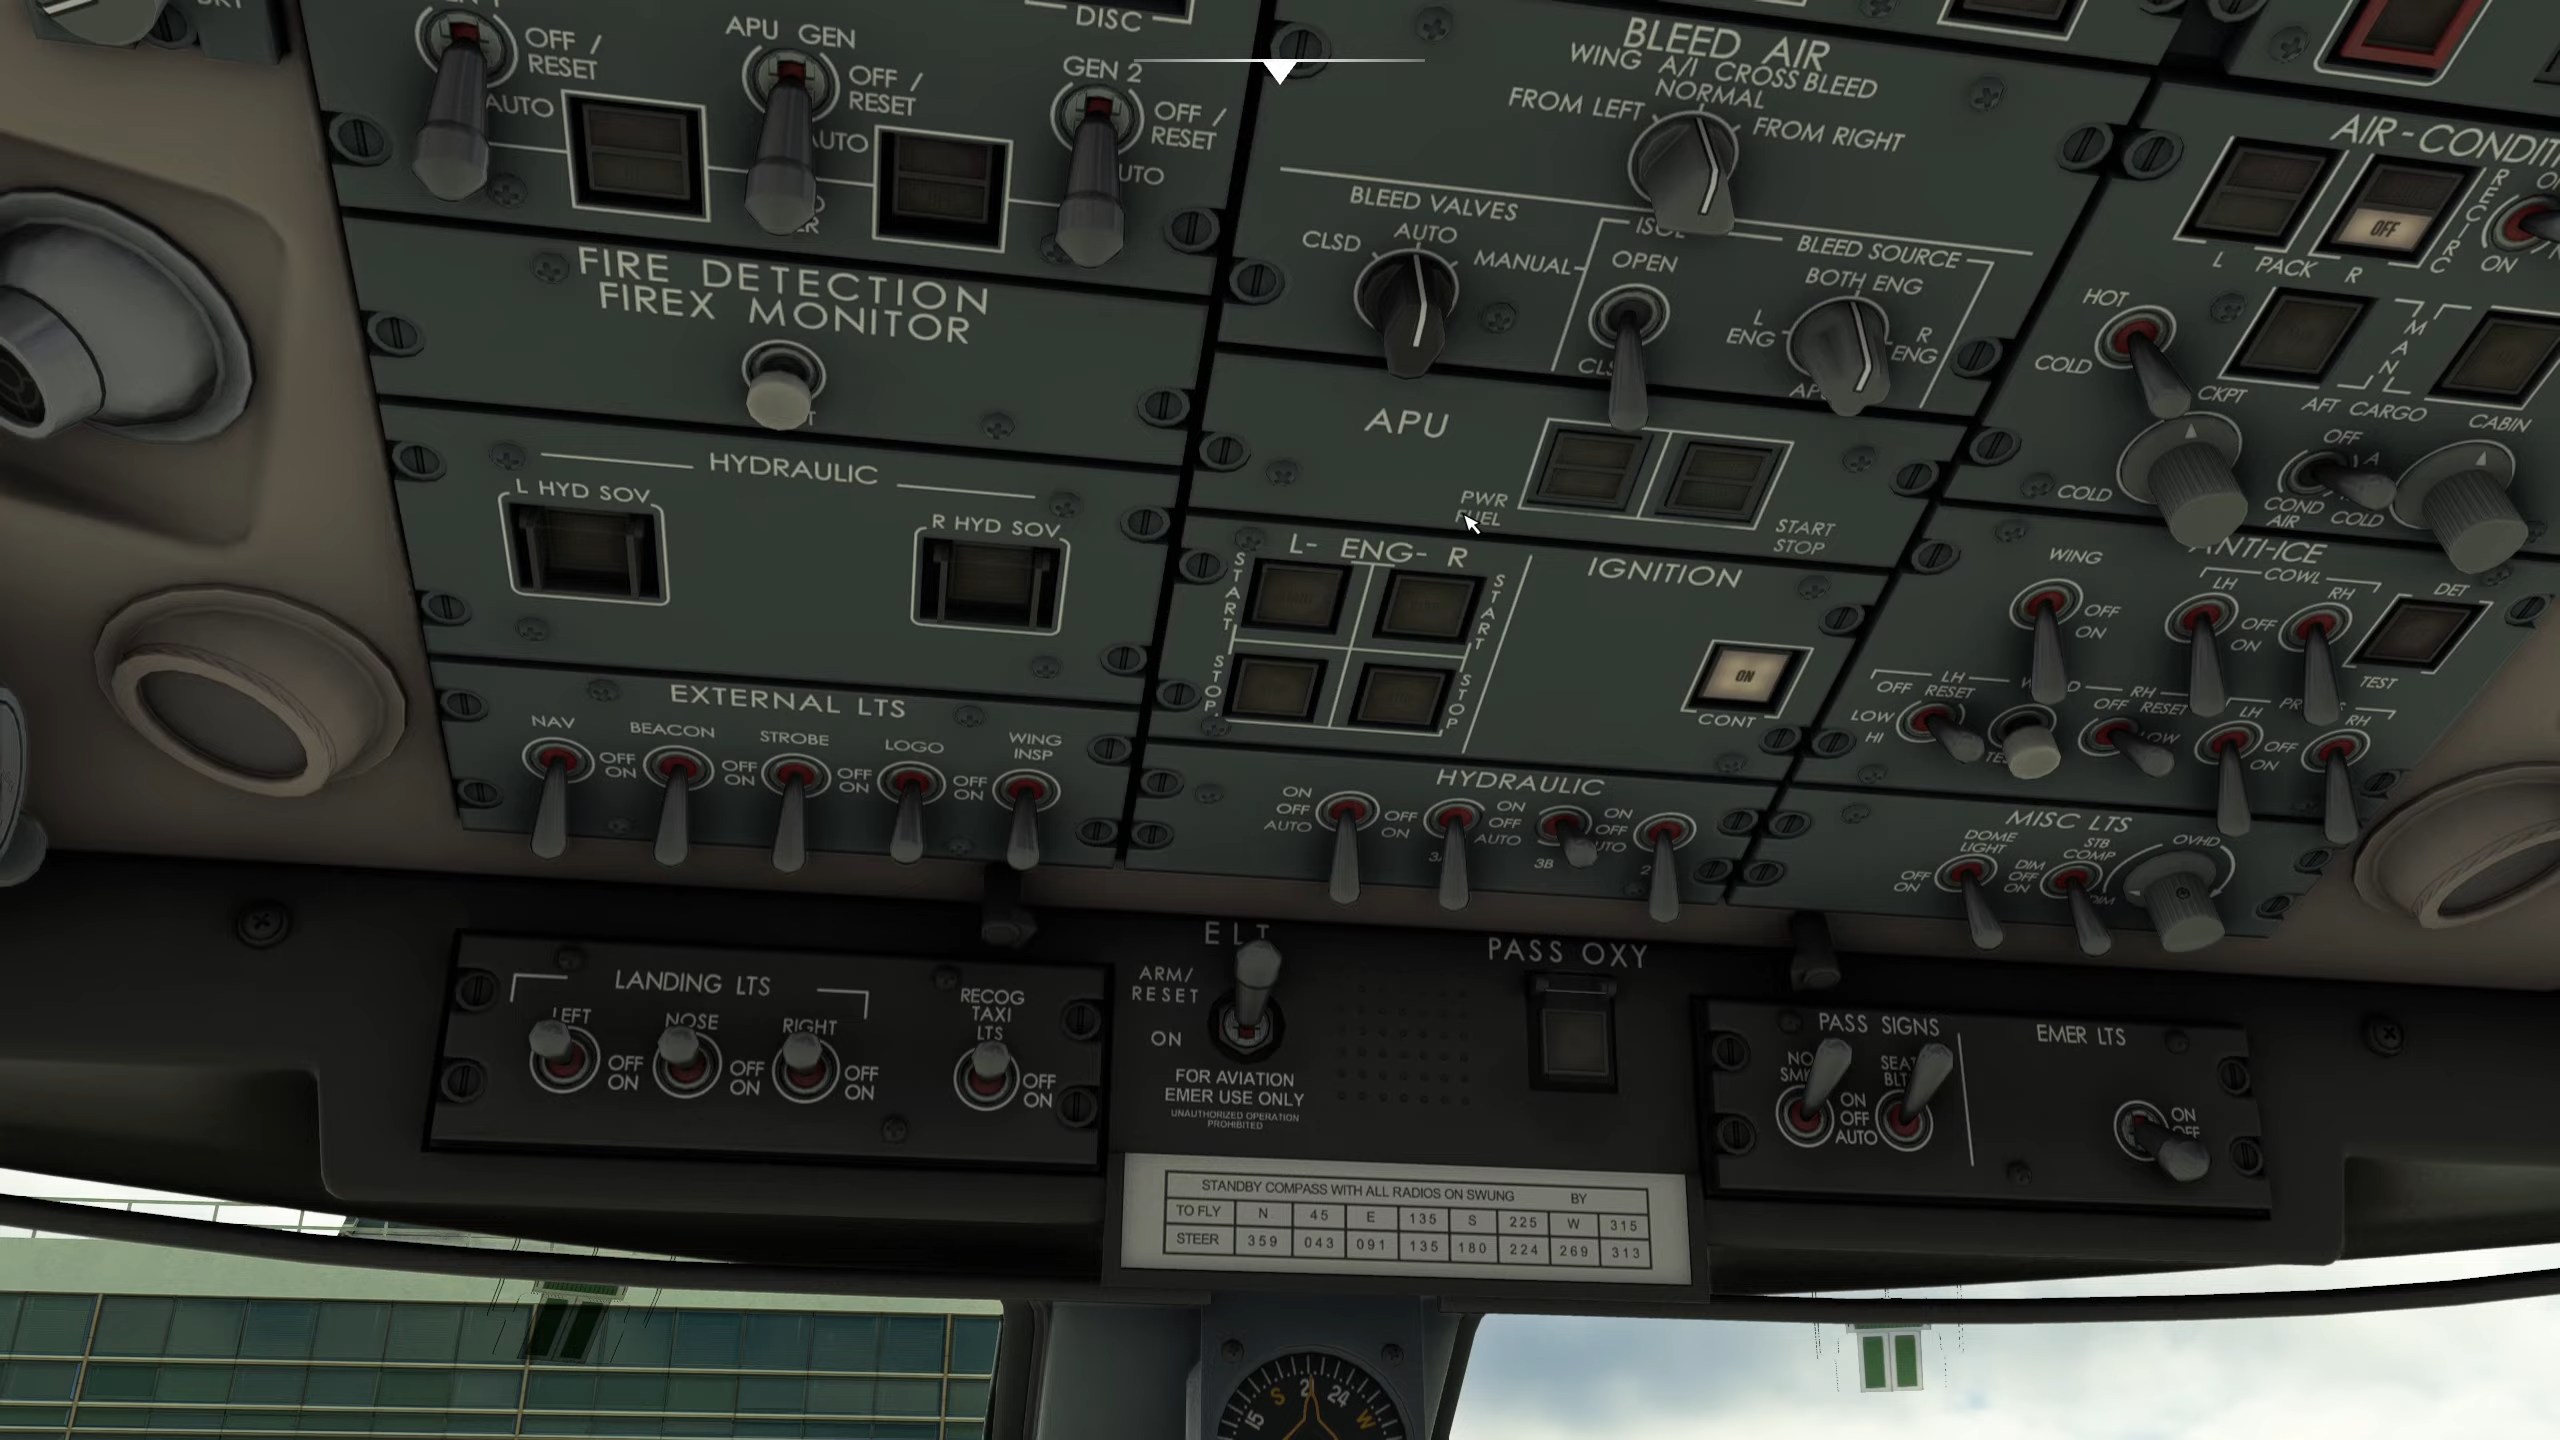 OFF /
RESET
AUTO
APU GEN
OFF /
RESET
GEN 2
OFF /
RESET
DISC
FIRE DETECTION
FIREX MONITOR
HYDRAULIC
L HYD SOV
R HYD SOV
EXTERNAL LTS
NAV
BEACON
STROBE
LOGO
WING
INSP
OFF
ON
OFF
ON
OFF
ON
OFF
ON
BLEED AIR
WING A/I CROSS BLEED
FROM LEFT
NORMAL
FROM RIGHT
BLEED VALVES
CLSD
AUTO
MANUAL
OPEN
BLEED SOURCE
BOTH ENG
L
ENG
R
ENG
APU
PWR
FUEL
START
STOP
L- ENG- R
START
START
STOP
STOP
IGNITION
ON
CONT
HYDRAULIC
ON
OFF
AUTO
OFF
ON
ON
OFF
AUTO
3B
ON
OFF
AIR-CONDIT
OFF
L PACK R
RECIRC
ON
HOT
COLD
MANL
CKPT
AFT CARGO
CABIN
COLD
OFF
COND
AIR
COLD
ANTI-ICE
WING
OFF
ON
COWL
LH
RH
OFF
ON
DET
TEST
LH
OFF RESET
LOW
HI
RH
OFF RESET
LOW
LH
RH
OFF
ON
MISC LTS
DOME
LIGHT
OFF
ON
STB
COMP
DIM
OFF
ON
OVHD
LANDING LTS
LEFT
NOSE
RIGHT
OFF
ON
OFF
ON
OFF
ON
RECOG
TAXI
LTS
OFF
ON
ELT
ARM/
RESET
ON
FOR AVIATION
EMER USE ONLY
UNAUTHORIZED OPERATION
PROHIBITED
PASS OXY
PASS SIGNS
NO
ON
OFF
AUTO
EMER LTS
ON
OFF
STANDBY COMPASS WITH ALL RADIOS ON SWUNG BY
TO FLY N 45 E 135 S 225 W 315
STEER 359 043 091 135 180 224 269 313
15 S 24 W